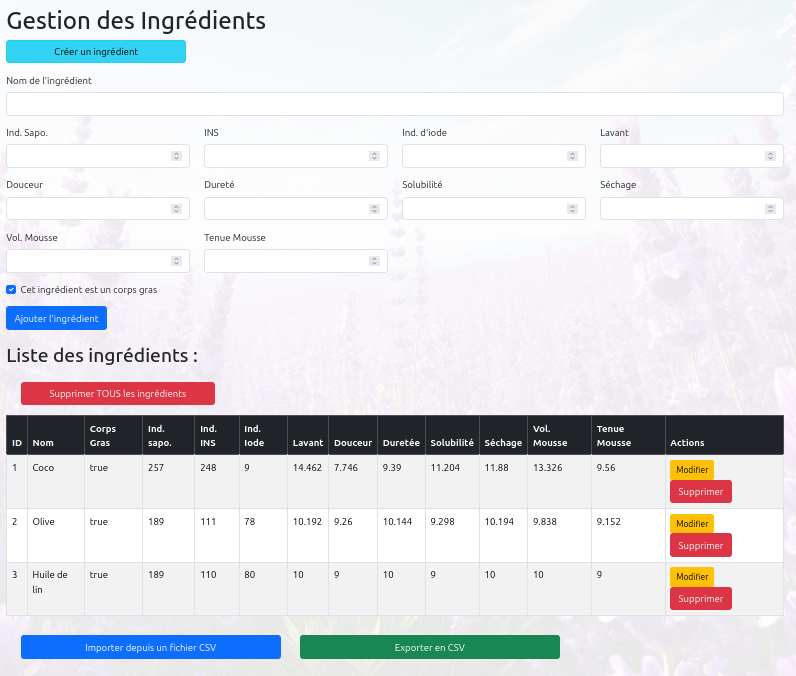 Gestion des Ingrédients
Créer un ingrédient
Nom de l'ingrédient
Ind. Sapo. INS Ind. d'iode Lavant
Douceur Dureté Solubilité Séchage
Vol. Mousse Tenue Mousse
Cet ingrédient est un corps gras
Ajouter l'ingrédient
Liste des ingrédients :
Supprimer TOUS les ingrédients
ID Nom Corps Gras Ind. sapo. Ind. INS Ind. Iode Lavant Douceur Duretée Solubilité Séchage Vol. Mousse Tenue Mousse Actions
1 Coco true 257 248 9 14.462 7.746 9.39 11.204 11.88 13.326 9.56 Modifier
Supprimer
2 Olive true 189 111 78 10.192 9.26 10.144 9.298 10.194 9.838 9.152 Modifier
Supprimer
3 Huile de lin true 189 110 80 10 9 10 9 10 10 9 Modifier
Supprimer
Importer depuis un fichier CSV Exporter en CSV